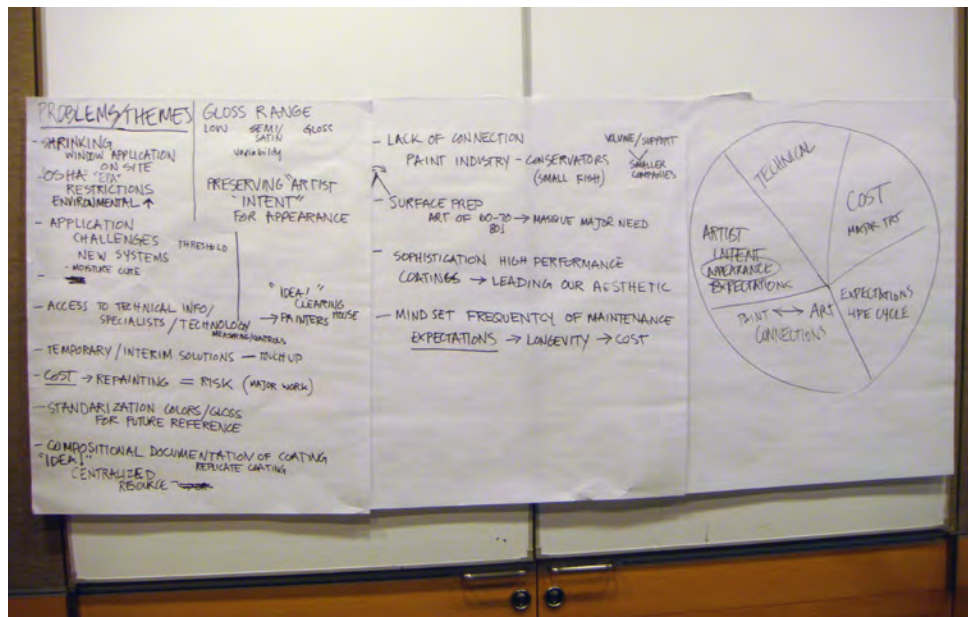 PROBLEMS/THEMES
- SHRINKING
WINDOW APPLICATION
ON SITE
- OSHA "EPA"
RESTRICTIONS
ENVIRONMENTAL ↑
- APPLICATION
CHALLENGES
NEW SYSTEMS
- MOISTURE CURE
-
- ACCESS TO TECHNICAL INFO/
SPECIALISTS/TECHNOLOGY
MEASURING/CONTROLS
- TEMPORARY/INTERIM SOLUTIONS - TOUCH UP
- COST → REPAINTING = RISK (MAJOR WORK)
- STANDARIZATION COLORS/GLOSS
FOR FUTURE REFERENCE
- COMPOSITIONAL DOCUMENTATION OF COATING
"IDEA!" REPLICATE COATING
CENTRALIZED
RESOURCE
GLOSS RANGE
LOW SEMI/ GLOSS
SATIN
variability
PRESERVING "ARTIST
"INTENT"
FOR APPEARANCE
THRESHOLD
"IDEA!"
CLEARING
HOUSE
→ PAINTERS
- LACK OF CONNECTION
PAINT INDUSTRY - CONSERVATORS
(SMALL FISH)
VOLUME/SUPPORT
SMALLER
COMPANIES
- SURFACE PREP
ART OF 60-70 → MASSIVE MAJOR NEED
80S
- SOPHISTICATION HIGH PERFORMANCE
COATINGS → LEADING OUR AESTHETIC
- MIND SET FREQUENTCY OF MAINTENANCE
EXPECTATIONS → LONGEVITY → COST
TECHNICAL
COST
MAJOR TRT
ARTIST
INTENT
APPEARANCE
EXPECTATIONS
EXPECTATIONS
LIFE CYCLE
PAINT ↔ ART
CONNECTIONS